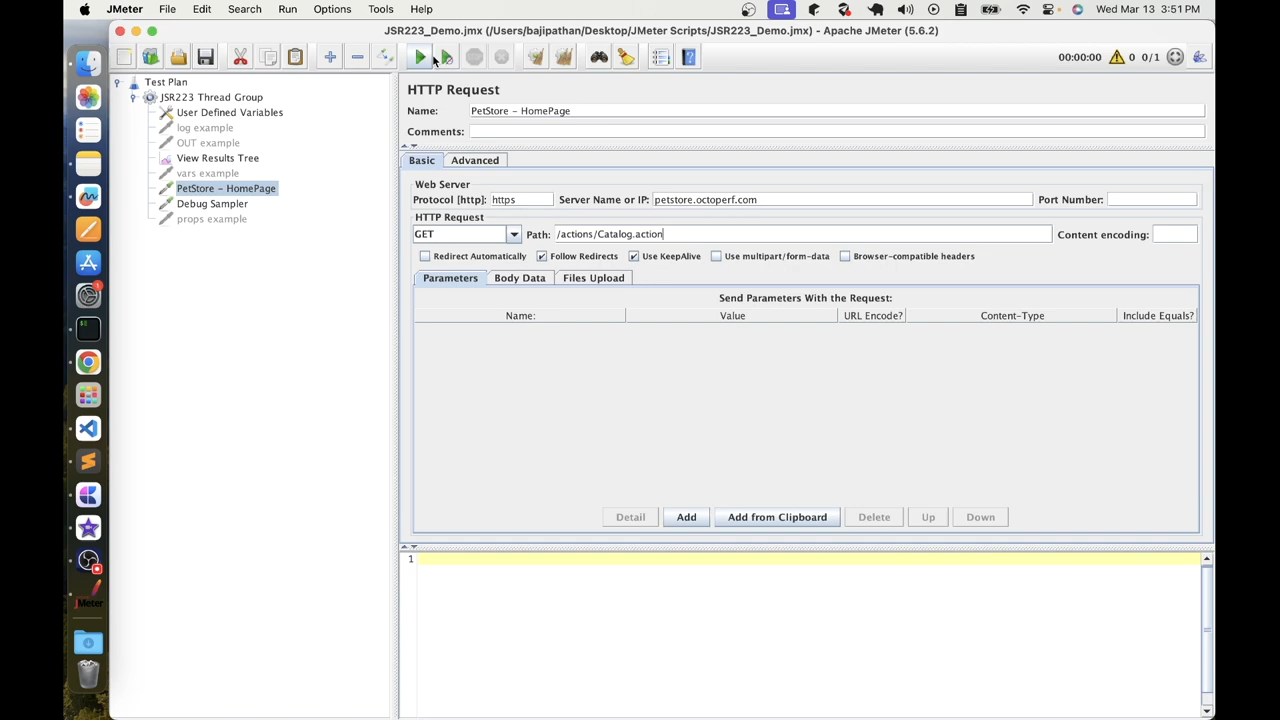 JMeter File Edit Search Run Options Tools Help Wed Mar 13 3:51 PM
JSR223_Demo.jmx (/Users/bajipathan/Desktop/JMeter Scripts/JSR223_Demo.jmx) - Apache JMeter (5.6.2)
00:00:00 0 0/1
Test Plan
JSR223 Thread Group
User Defined Variables
log example
OUT example
View Results Tree
vars example
PetStore - HomePage
Debug Sampler
props example
HTTP Request
Name: PetStore - HomePage
Comments:
Basic Advanced
Web Server
Protocol [http]: https Server Name or IP: petstore.octoperf.com Port Number:
HTTP Request
GET Path: /actions/Catalog.action Content encoding:
Redirect Automatically Follow Redirects Use KeepAlive Use multipart/form-data Browser-compatible headers
Parameters Body Data Files Upload
Send Parameters With the Request:
Name: Value URL Encode? Content-Type Include Equals?
Detail Add Add from Clipboard Delete Up Down
1
JMeter